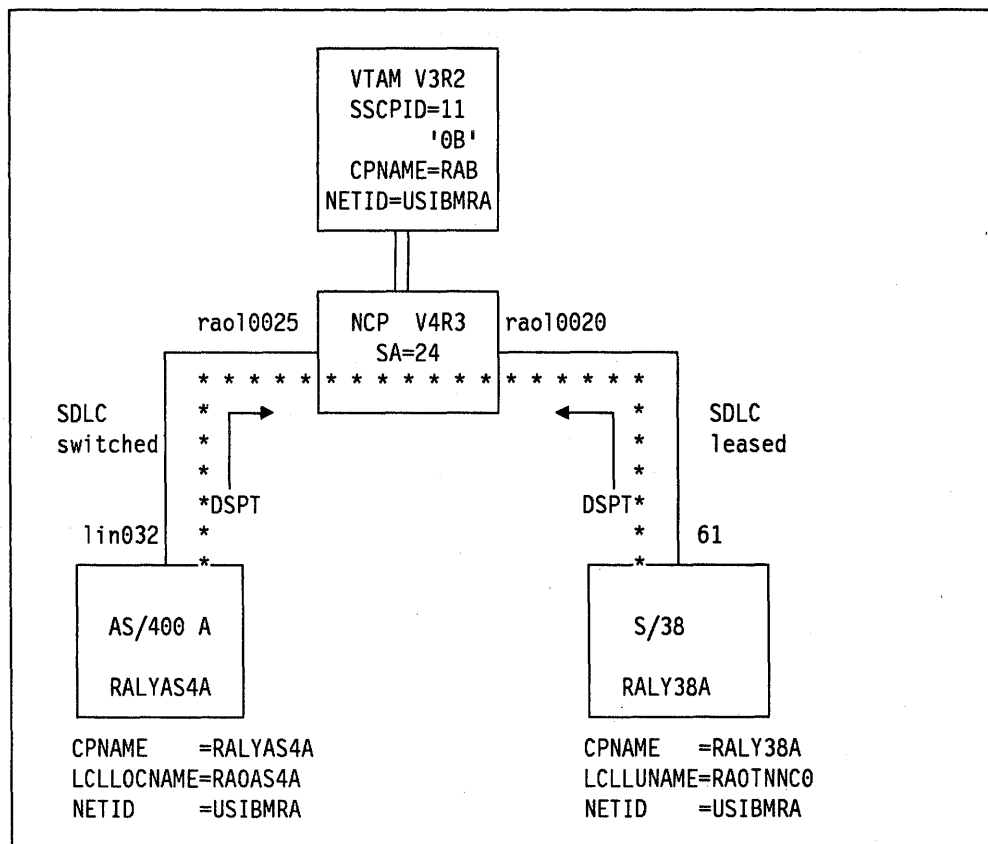 VTAM V3R2
SSCPID=11
'0B'
CPNAME=RAB
NETID=USIBMRA
raol0025
NCP V4R3
raol0020
SA=24
* * * * * * * * * * * * * * * * * *
SDLC
switched
*
*
*
*DSPT
*
*
lin032
SDLC
leased
*
*
*
DSPT *
*
*
61
AS/400 A
RALYAS4A
S/38
RALY38A
CPNAME =RALYAS4A
LCLLOCNAME=RAOAS4A
NETID =USIBMRA
CPNAME =RALY38A
LCLLUNAME=RAOTNNC0
NETID =USIBMRA